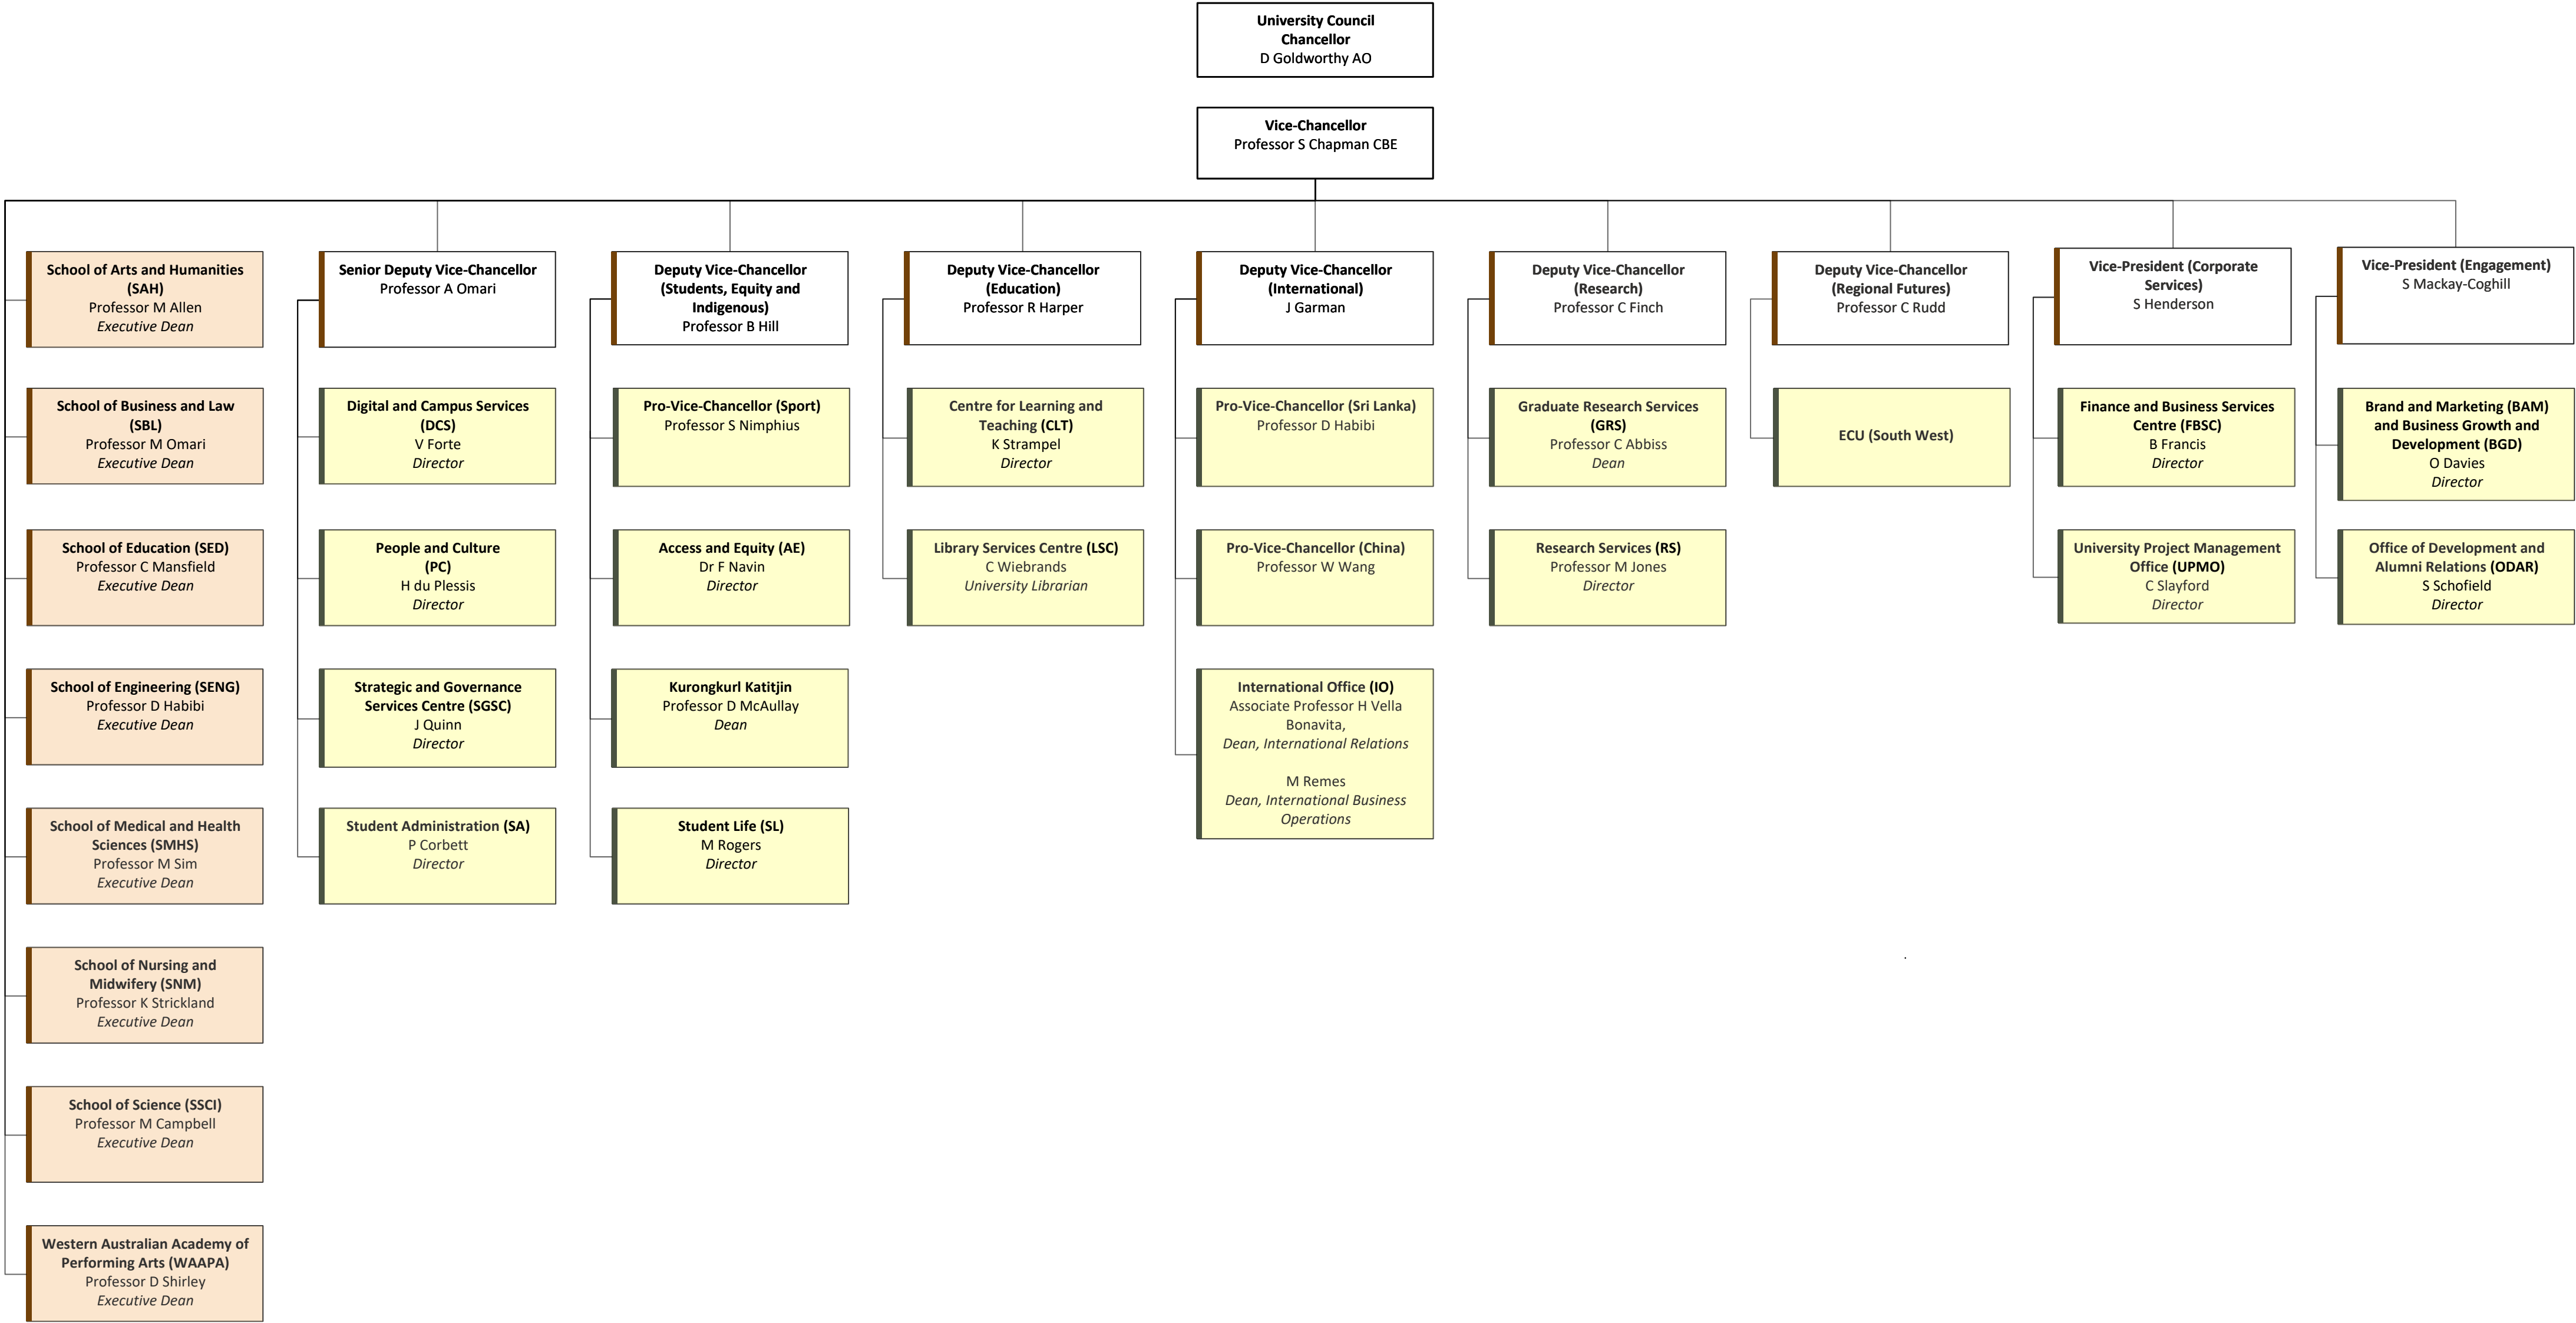 University Council
Chancellor
D Goldworthy AO
Vice-Chancellor
Professor S Chapman CBE
School of Arts and Humanities
(SAH)
Professor M Allen
Executive Dean
School of Business and Law
(SBL)
Professor M Omari
Executive Dean
School of Education (SED)
Professor C Mansfield
Executive Dean
School of Engineering (SENG)
Professor D Habibi
Executive Dean
School of Medical and Health
Sciences (SMHS)
Professor M Sim
Executive Dean
School of Nursing and
Midwifery (SNM)
Professor K Strickland
Executive Dean
School of Science (SSCI)
Professor M Campbell
Executive Dean
Western Australian Academy of
Performing Arts (WAAPA)
Professor D Shirley
Executive Dean
Senior Deputy Vice-Chancellor
Professor A Omari
Digital and Campus Services
(DCS)
V Forte
Director
People and Culture
(PC)
H du Plessis
Director
Strategic and Governance
Services Centre (SGSC)
J Quinn
Director
Student Administration (SA)
P Corbett
Director
Deputy Vice-Chancellor
(Students, Equity and
Indigenous)
Professor B Hill
Pro-Vice-Chancellor (Sport)
Professor S Nimphius
Access and Equity (AE)
Dr F Navin
Director
Kurongkurl Katitjin
Professor D McAullay
Dean
Student Life (SL)
M Rogers
Director
Deputy Vice-Chancellor
(Education)
Professor R Harper
Centre for Learning and
Teaching (CLT)
K Strampel
Director
Library Services Centre (LSC)
C Wiebrands
University Librarian
Deputy Vice-Chancellor
(International)
J Garman
Pro-Vice-Chancellor (Sri Lanka)
Professor D Habibi
Pro-Vice-Chancellor (China)
Professor W Wang
International Office (IO)
Associate Professor H Vella
Bonavita,
Dean, International Relations
M Remes
Dean, International Business
Operations
Deputy Vice-Chancellor
(Research)
Professor C Finch
Graduate Research Services
(GRS)
Professor C Abbiss
Dean
Research Services (RS)
Professor M Jones
Director
Deputy Vice-Chancellor
(Regional Futures)
Professor C Rudd
ECU (South West)
Vice-President (Corporate
Services)
S Henderson
Finance and Business Services
Centre (FBSC)
B Francis
Director
University Project Management
Office (UPMO)
C Slayford
Director
Vice-President (Engagement)
S Mackay-Coghill
Brand and Marketing (BAM)
and Business Growth and
Development (BGD)
O Davies
Director
Office of Development and
Alumni Relations (ODAR)
S Schofield
Director